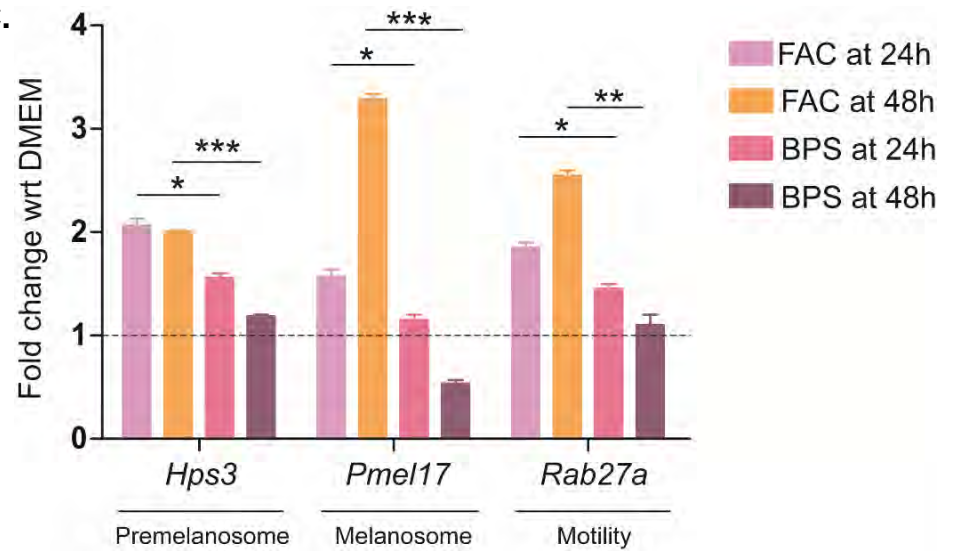 4
3
2
1
0
Fold change wrt DMEM
***
*
***
*
**
*
FAC at 24h
FAC at 48h
BPS at 24h
BPS at 48h
Hps3 Pmel17 Rab27a
Premelanosome Melanosome Motility